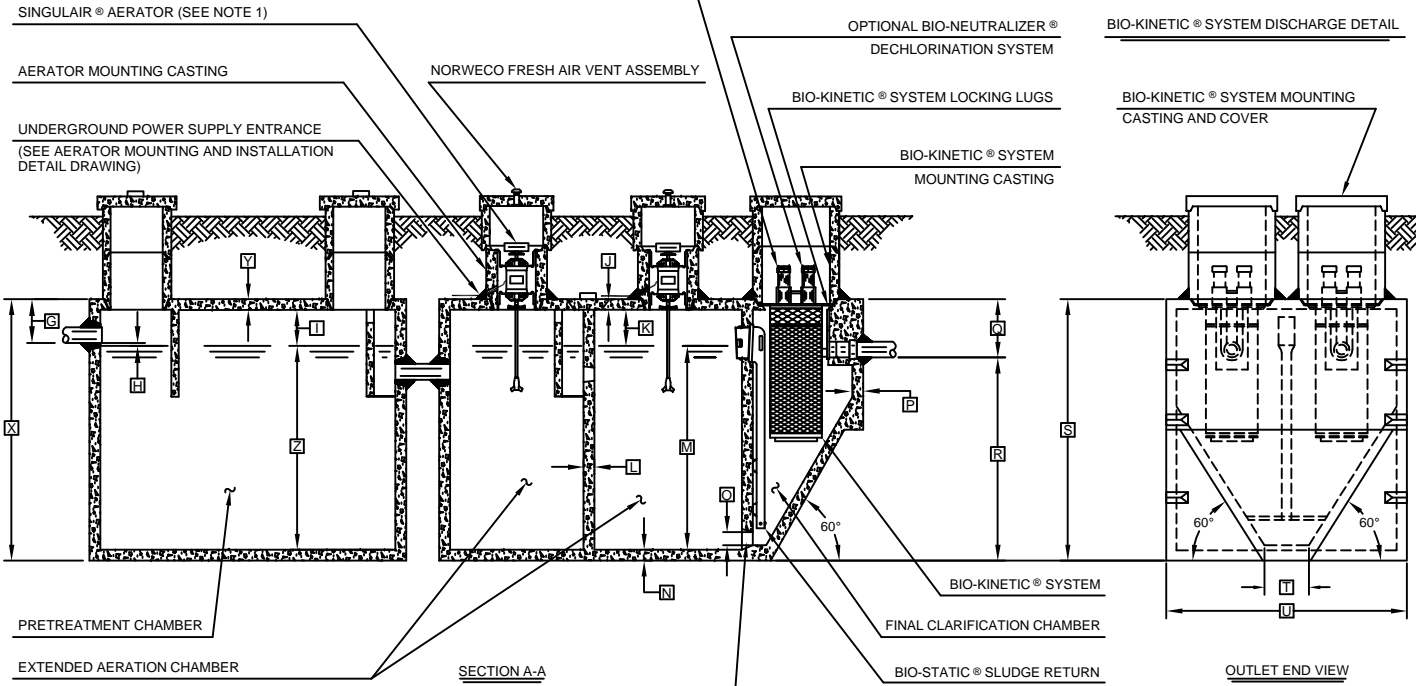 SINGULAIR ® AERATOR (SEE NOTE 1)
AERATOR MOUNTING CASTING
UNDERGROUND POWER SUPPLY ENTRANCE
(SEE AERATOR MOUNTING AND INSTALLATION
DETAIL DRAWING)
NORWECO FRESH AIR VENT ASSEMBLY
OPTIONAL BIO-NEUTRALIZER ®
DECHLORINATION SYSTEM
BIO-KINETIC ® SYSTEM LOCKING LUGS
BIO-KINETIC ® SYSTEM
MOUNTING CASTING
BIO-KINETIC ® SYSTEM DISCHARGE DETAIL
BIO-KINETIC ® SYSTEM MOUNTING
CASTING AND COVER
Y
J
G
I
K
Q
H
P
X
Z
M
L
R
S
O
60°
60°
60°
N
T
U
BIO-KINETIC ® SYSTEM
PRETREATMENT CHAMBER
FINAL CLARIFICATION CHAMBER
EXTENDED AERATION CHAMBER
SECTION A-A
BIO-STATIC ® SLUDGE RETURN
OUTLET END VIEW